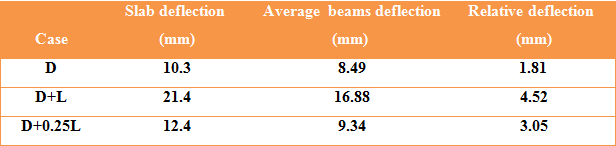 Slab deflection Average beams deflection Relative deflection
Case (mm) (mm) (mm)
D 10.3 8.49 1.81
D+L 21.4 16.88 4.52
D+0.25L 12.4 9.34 3.05